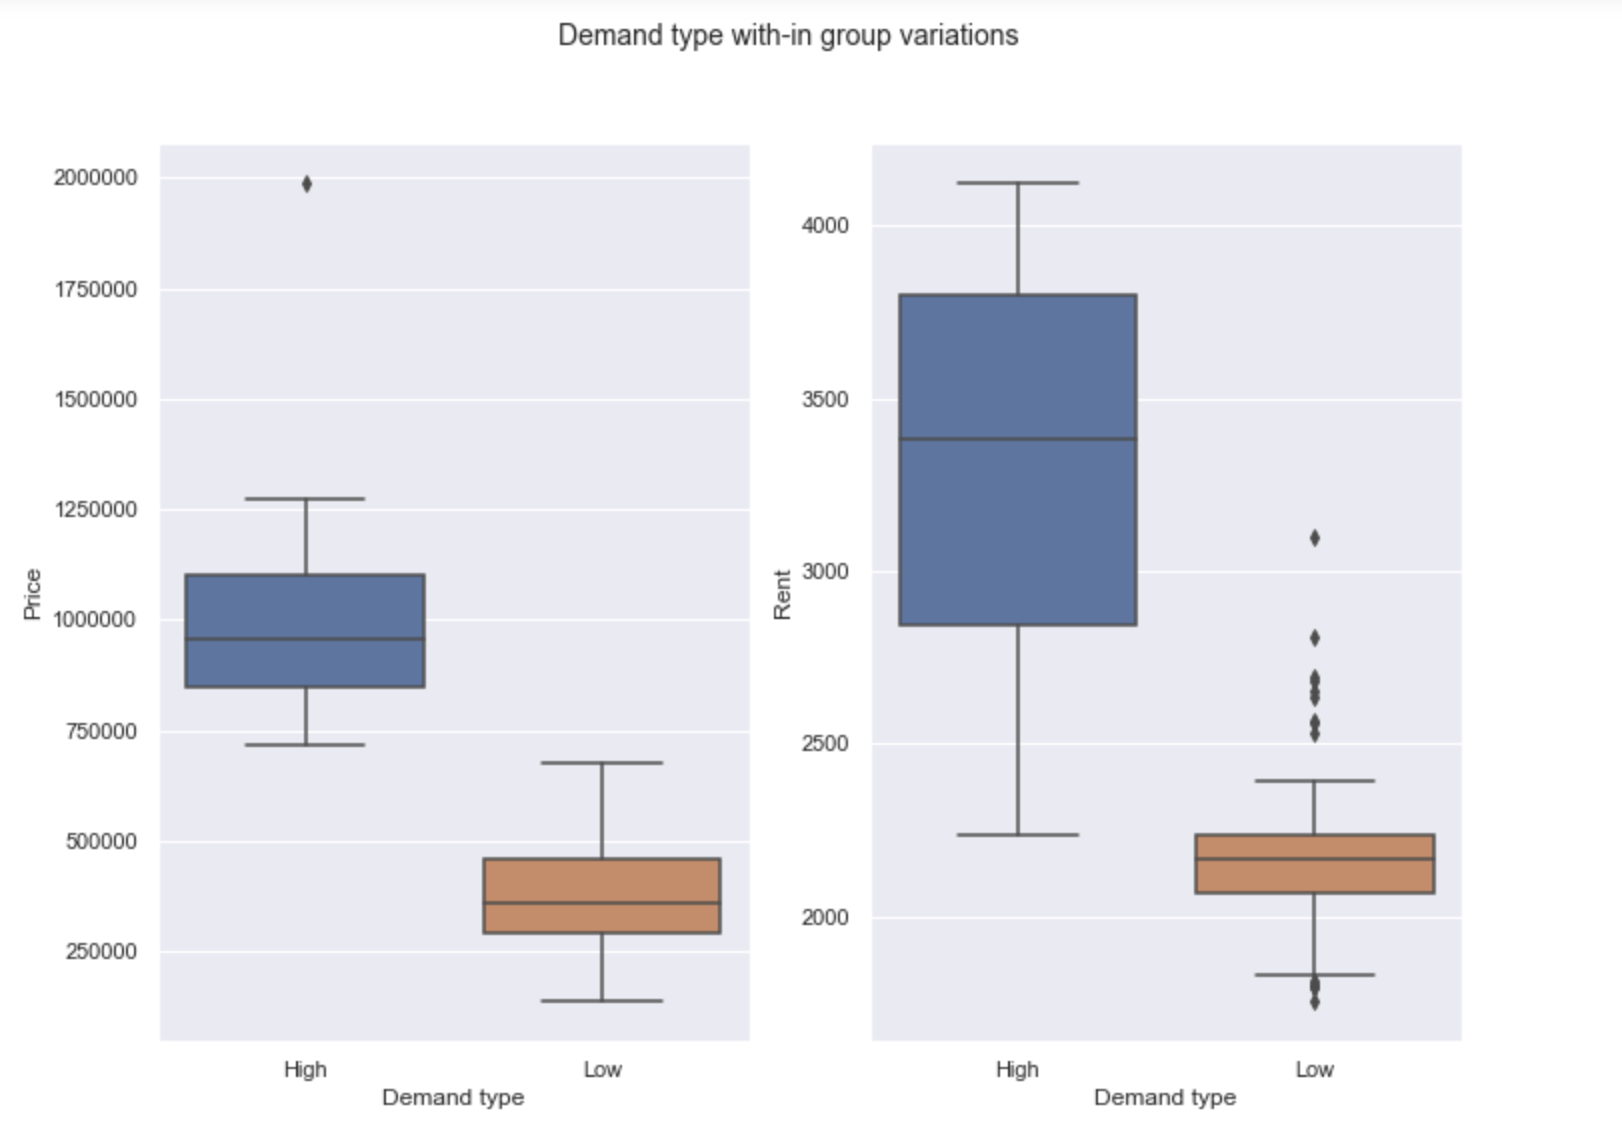 Demand type with-in group variations
2000000
1750000
1500000
1250000
1000000
750000
500000
250000
Price
High
Low
Demand type
4000
3500
3000
2500
2000
Rent
High
Low
Demand type